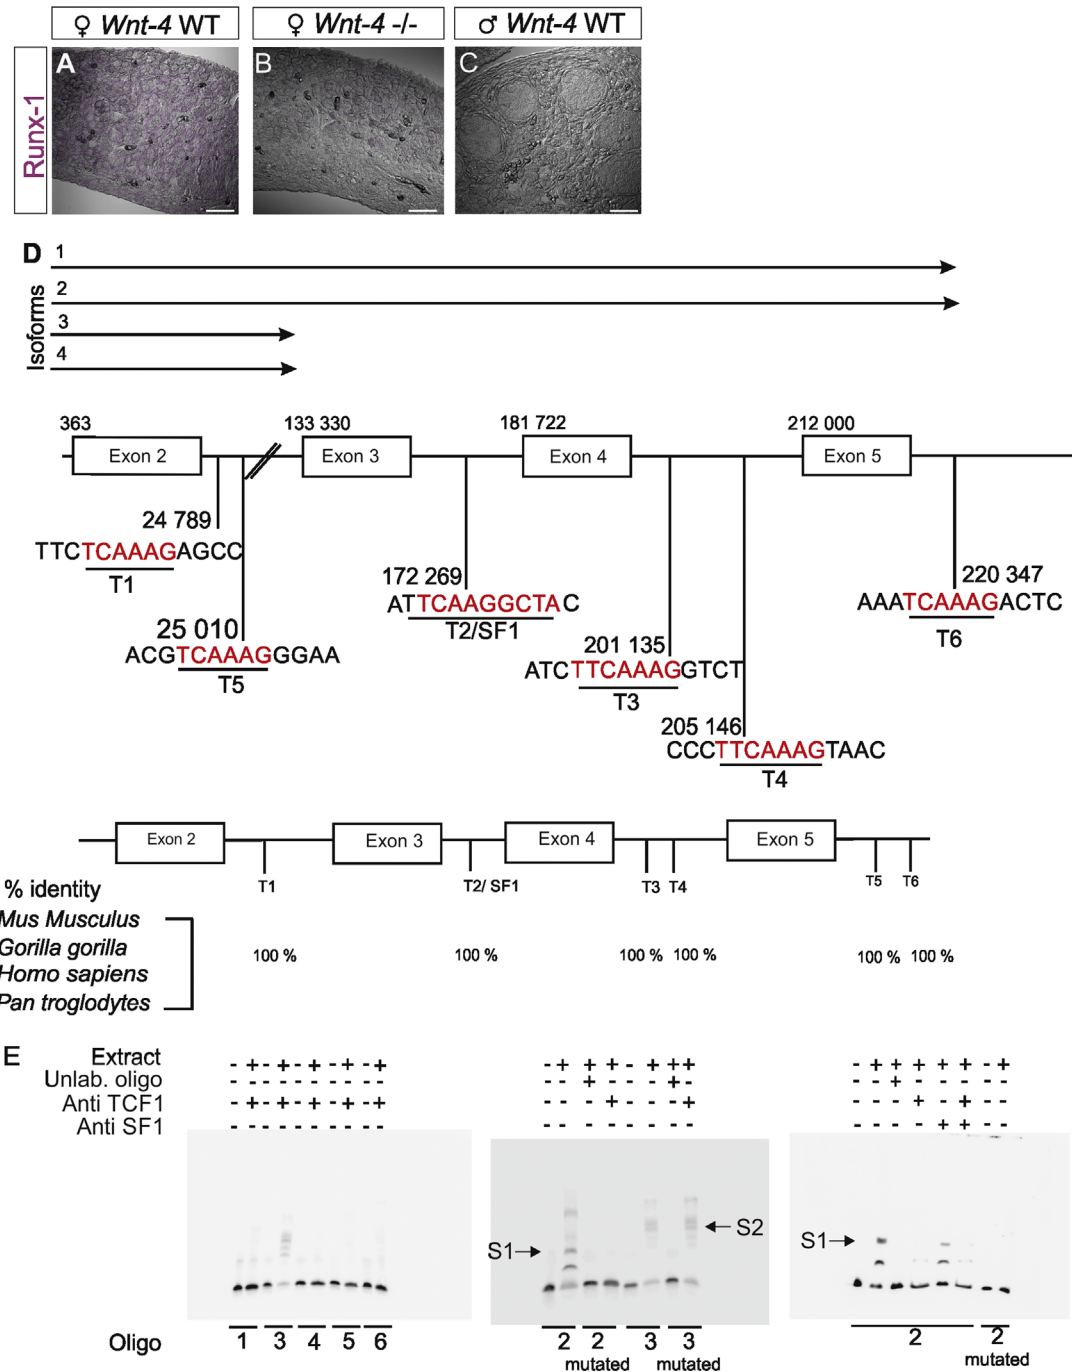 ♀ Wnt-4 WT
♀ Wnt-4 -/-
♂ Wnt-4 WT
Runx-1
A
B
C
D
Isoforms
1
2
3
4
363
133 330
181 722
212 000
Exon 2
Exon 3
Exon 4
Exon 5
24 789
TTCTCAAAGAGCC
T1
25 010
ACGTCAAAGGGAA
T5
172 269
ATTCAAGGCTAC
T2/SF1
201 135
ATCTTCAAAGGTCT
T3
205 146
CCCTTCAAAGTAAC
T4
220 347
AAATCAAAGACTC
T6
Exon 2
Exon 3
Exon 4
Exon 5
T1
T2/ SF1
T3
T4
T5
T6
% identity
Mus Musculus
Gorilla gorilla
Homo sapiens
Pan troglodytes
100 % 100 % 100 % 100 % 100 % 100 %
E
Extract - + - + - + - + - +
Unlab. oligo - - - - - - - - - -
Anti TCF1 - + - + - + - + - +
Anti SF1 - - - - - - - - - -
- + + + - + + +
- - + - - - + -
- - - + - - - +
- - - - - - - -
- + + + + + - +
- - + - - - - -
- - - + - + - -
- - - - + + - -
S1
S2
S1
Oligo
1 3 4 5 6
2 2 3 3
mutated mutated
2 2
mutated